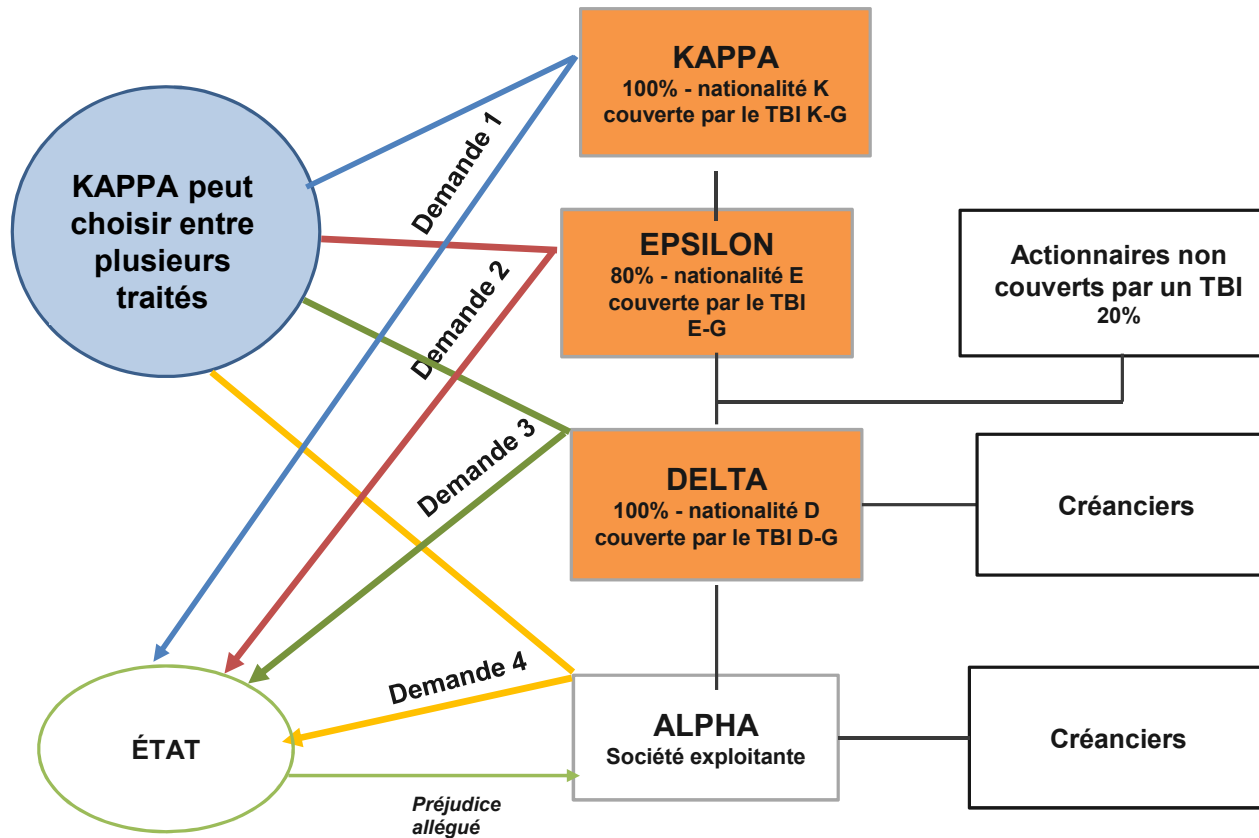 KAPPA
100% - nationalité K
couverte par le TBI K-G
KAPPA peut
choisir entre
plusieurs
traités
Demande 1
EPSILON
80% - nationalité E
couverte par le TBI
E-G
Actionnaires non
couverts par un TBI
20%
Demande 2
Demande 3
DELTA
100% - nationalité D
couverte par le TBI D-G
Créanciers
Demande 4
ÉTAT
ALPHA
Société exploitante
Créanciers
Préjudice
allégué